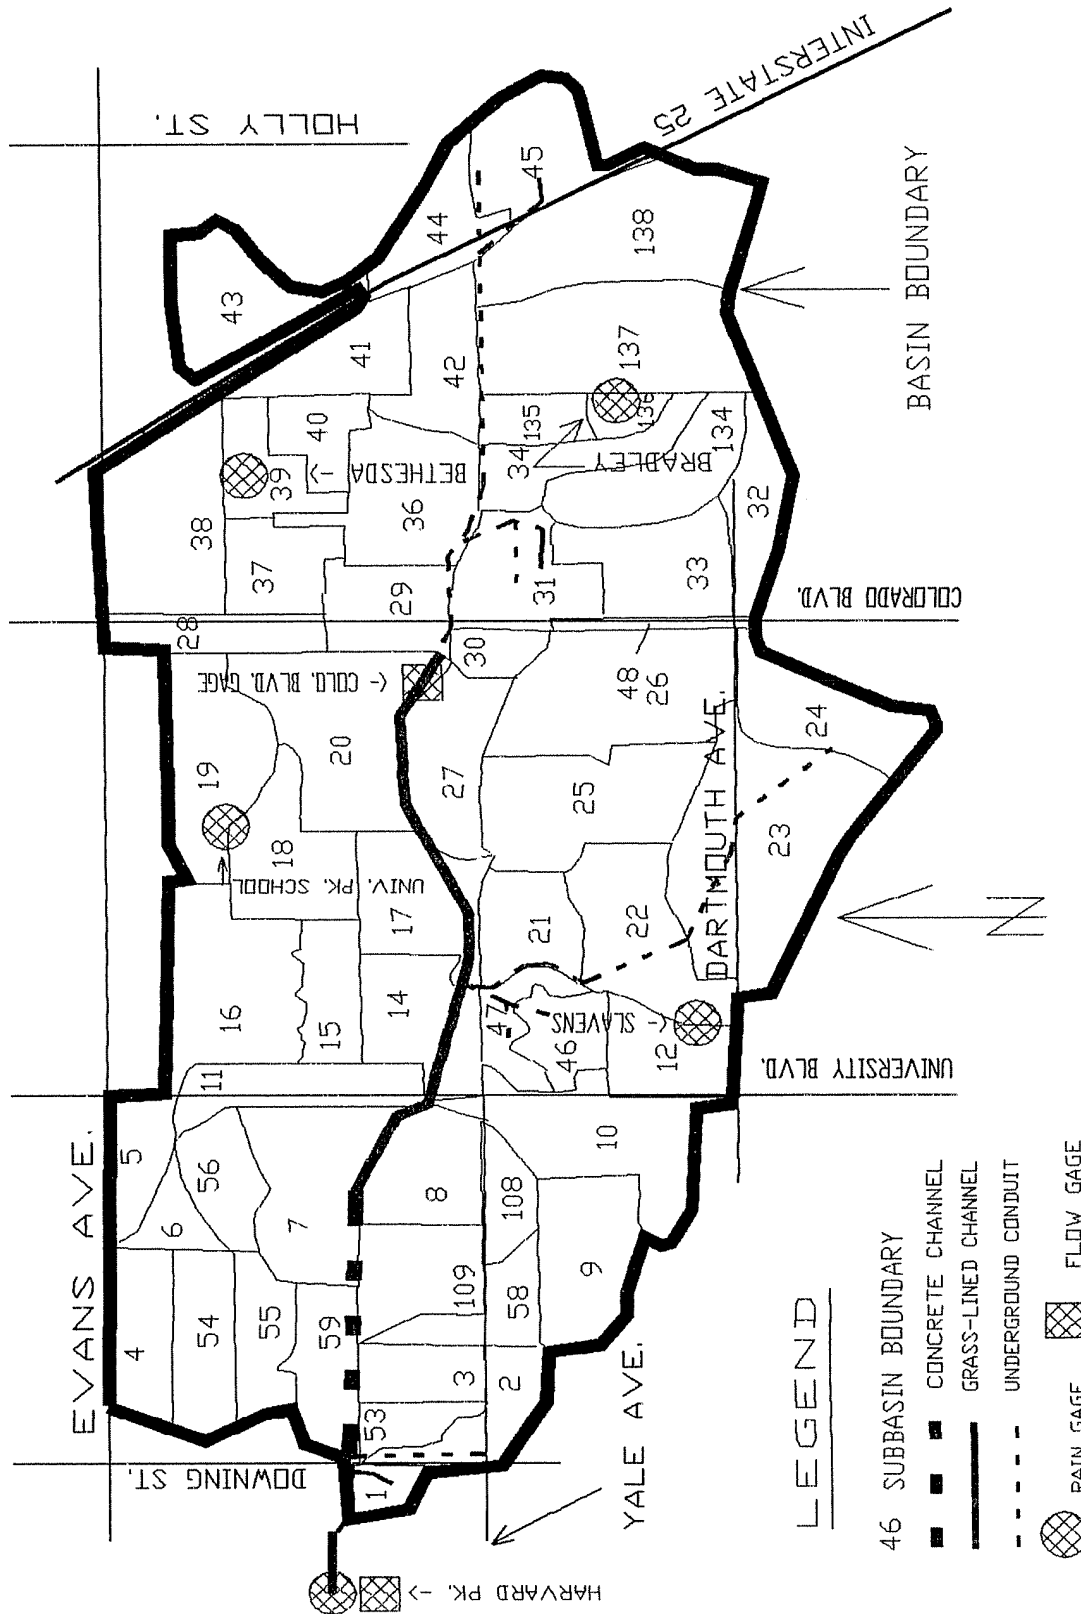 HOLLY ST.
INTERSTATE 25
43
44
45
138
41
42
137
BASIN BOUNDARY
40
39
BETHESDA ->
38
36
37
34
135
136
134
BRADLEY
32
33
31
29
28
30
COLORADO BLVD.
<- COLO. BLVD. GAGE
48
26
27
20
19
18
UNIV. PK. SCHOOL
25
24
23
DARTMOUTH AVE.
22
21
17
16
15
14
47
46
SLAVENS ->
12
N
UNIVERSITY BLVD.
11
10
EVANS AVE.
5
6
56
7
8
108
9
4
54
55
59
109
58
3
2
53
1
DOWNING ST.
YALE AVE.
HARVARD PK. ->
LEGEND
46 SUBBASIN BOUNDARY
CONCRETE CHANNEL
GRASS-LINED CHANNEL
UNDERGROUND CONDUIT
RAIN GAGE
FLOW GAGE